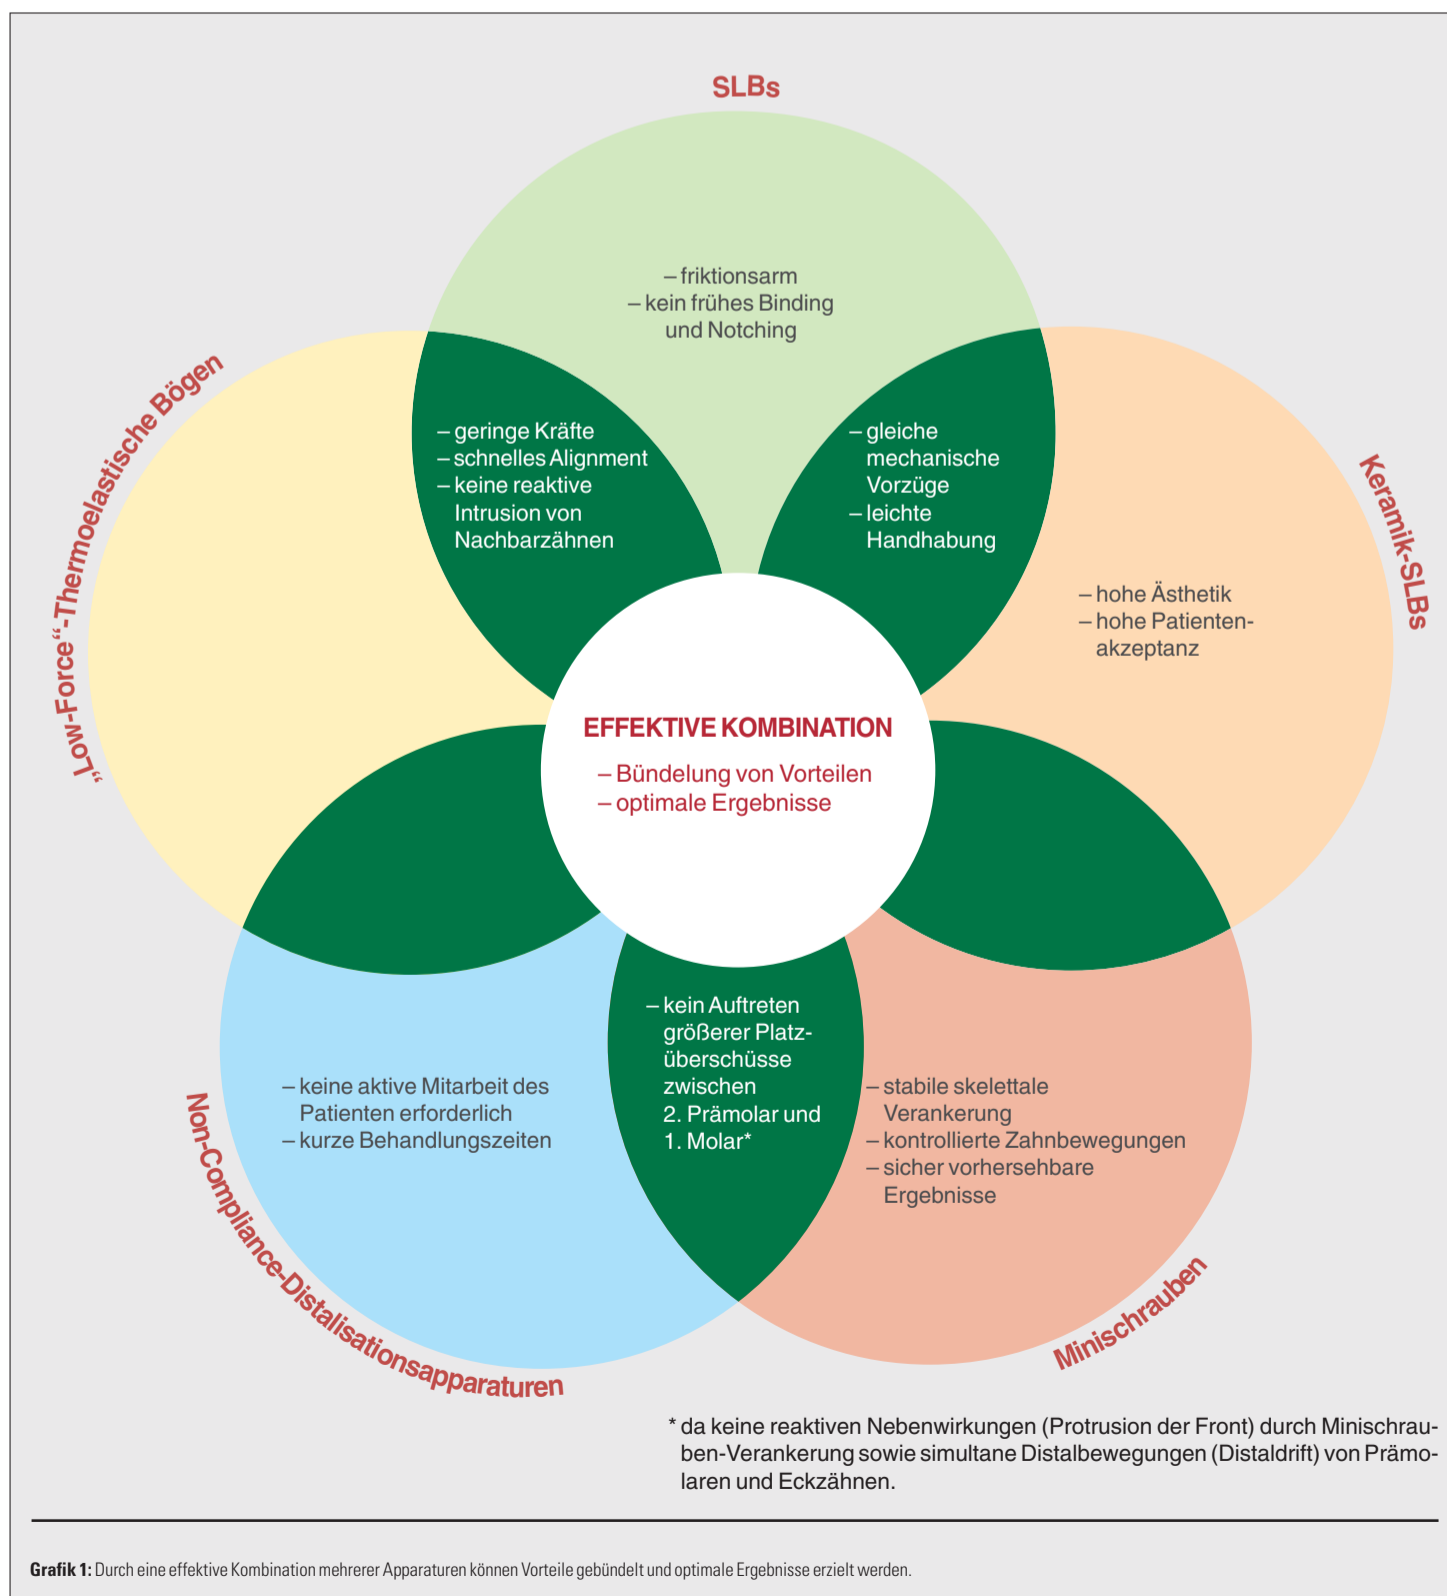 SLBs
– friktionsarm
– kein frühes Binding
und Notching
„Low-Force“-Thermoelastische Bögen
– geringe Kräfte
– schnelles Alignment
– keine reaktive
Intrusion von
Nachbarzähnen
– gleiche
mechanische
Vorzüge
– leichte
Handhabung
Keramik-SLBs
– hohe Ästhetik
– hohe Patienten-
akzeptanz
EFFEKTIVE KOMBINATION
– Bündelung von Vorteilen
– optimale Ergebnisse
– kein Auftreten
größerer Platz-
überschüsse
zwischen
2. Prämolar und
1. Molar*
– keine aktive Mitarbeit des
Patienten erforderlich
– kurze Behandlungszeiten
Non-Compliance-Distalisationsapparaturen
– stabile skelettale
Verankerung
– kontrollierte Zahnbewegungen
– sicher vorhersehbare
Ergebnisse
Minischrauben
* da keine reaktiven Nebenwirkungen (Protrusion der Front) durch Minischrau-
ben-Verankerung sowie simultane Distalbewegungen (Distaldrift) von Prämo-
laren und Eckzähnen.
Grafik 1: Durch eine effektive Kombination mehrerer Apparaturen können Vorteile gebündelt und optimale Ergebnisse erzielt werden.